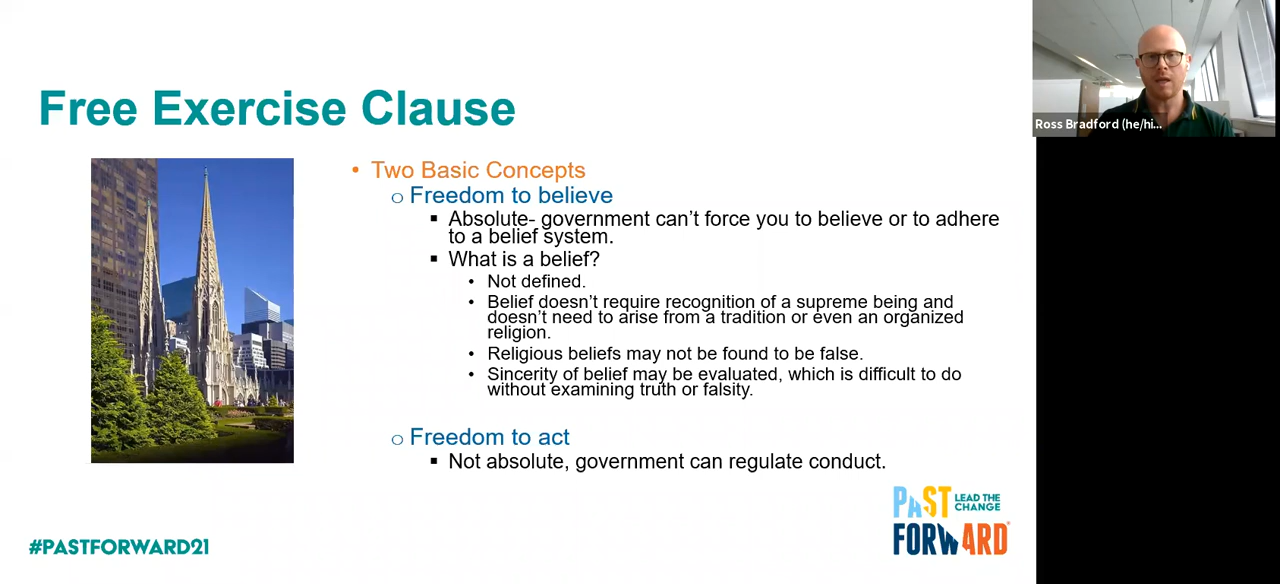 Free Exercise Clause
Ross Bradford (he/hi...
• Two Basic Concepts
o Freedom to believe
▪ Absolute- government can’t force you to believe or to adhere
to a belief system.
▪ What is a belief?
• Not defined.
• Belief doesn’t require recognition of a supreme being and
doesn’t need to arise from a tradition or even an organized
religion.
• Religious beliefs may not be found to be false.
• Sincerity of belief may be evaluated, which is difficult to do
without examining truth or falsity.
o Freedom to act
▪ Not absolute, government can regulate conduct.
PAST LEAD THE
CHANGE
FORWARD®
#PASTFORWARD21